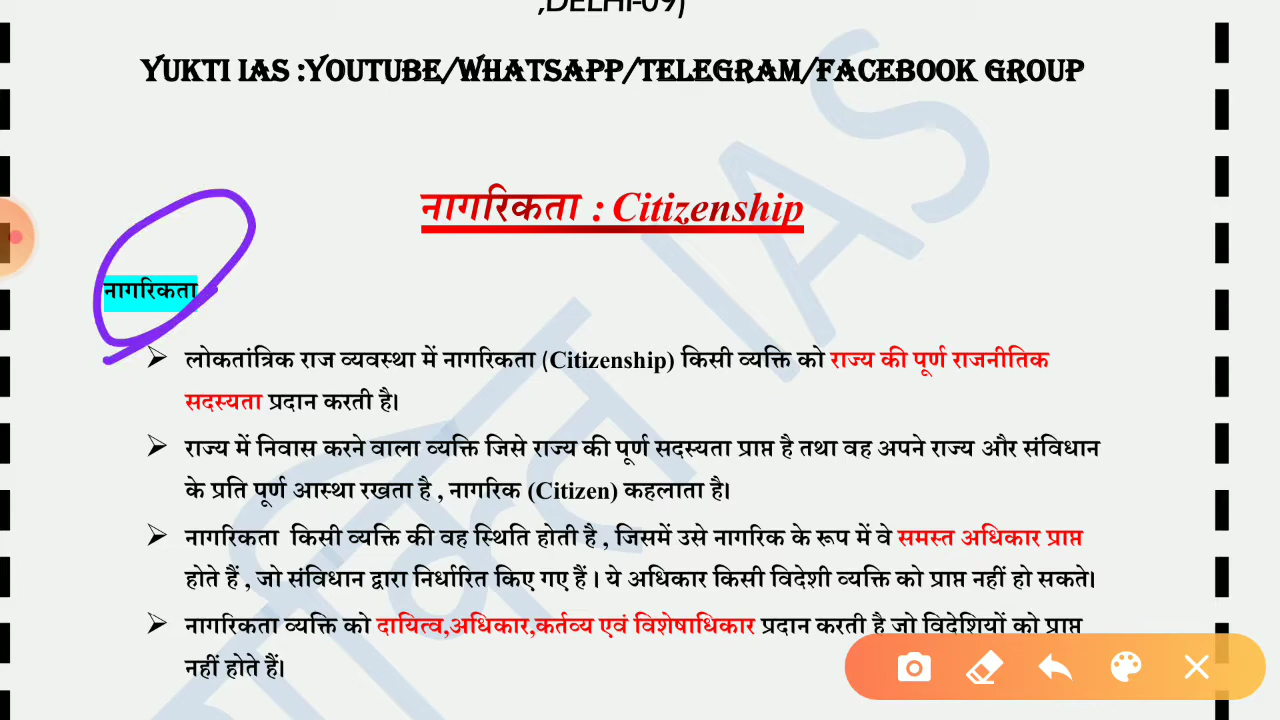 ,DELHI-09)
YUKTI IAS :YOUTUBE/WHATSAPP/TELEGRAM/FACEBOOK GROUP
नागरिकता : Citizenship
नागरिकता
➢ लोकतांत्रिक राज व्यवस्था में नागरिकता (Citizenship) किसी व्यक्ति को राज्य की पूर्ण राजनीतिक
सदस्यता प्रदान करती है।
➢ राज्य में निवास करने वाला व्यक्ति जिसे राज्य की पूर्ण सदस्यता प्राप्त है तथा वह अपने राज्य और संविधान
के प्रति पूर्ण आस्था रखता है , नागरिक (Citizen) कहलाता है।
➢ नागरिकता किसी व्यक्ति की वह स्थिति होती है , जिसमें उसे नागरिक के रूप में वे समस्त अधिकार प्राप्त
होते हैं , जो संविधान द्वारा निर्धारित किए गए हैं । ये अधिकार किसी विदेशी व्यक्ति को प्राप्त नहीं हो सकते।
➢ नागरिकता व्यक्ति को दायित्व,अधिकार,कर्तव्य एवं विशेषाधिकार प्रदान करती है जो विदेशियों को प्राप्त
नहीं होते हैं।
IAS